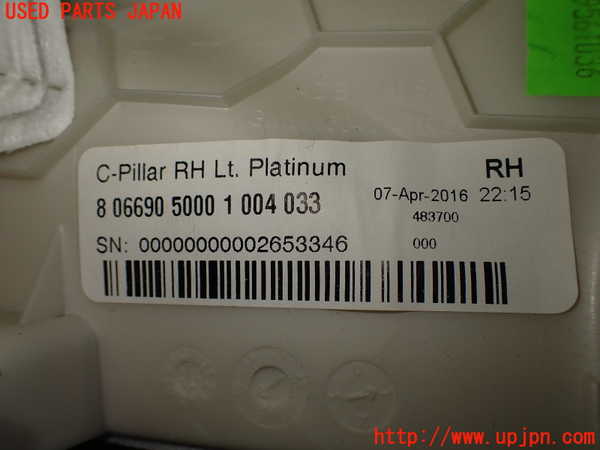 USED PARTS JAPAN
C-Pillar RH Lt. Platinum
RH
8 06690 5000 1 004 033
07-Apr-2016 22:15
483700
SN: 00000000002653346
000
http://www.upjpn.com/